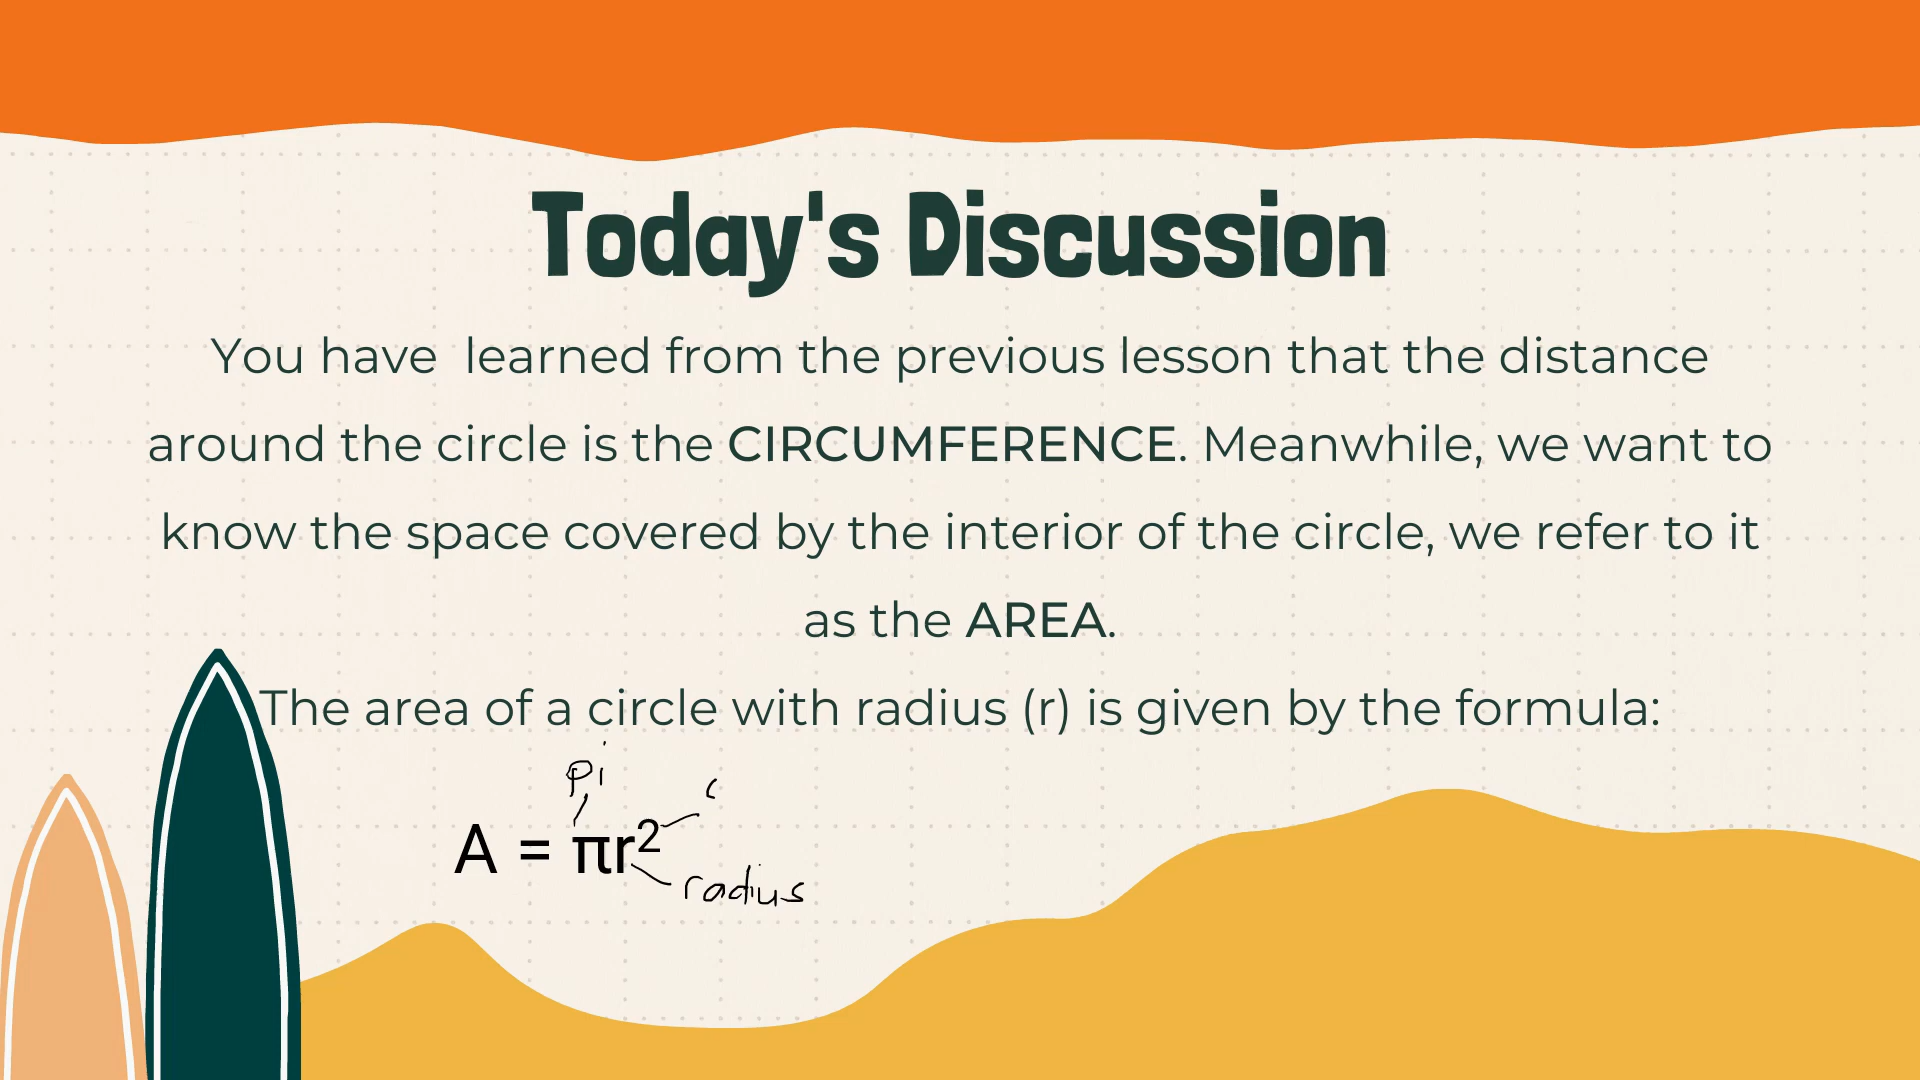 Today's Discussion
You have learned from the previous lesson that the distance
around the circle is the CIRCUMFERENCE. Meanwhile, we want to
know the space covered by the interior of the circle, we refer to it
as the AREA.
The area of a circle with radius (r) is given by the formula:
pi
A = πr²
radius